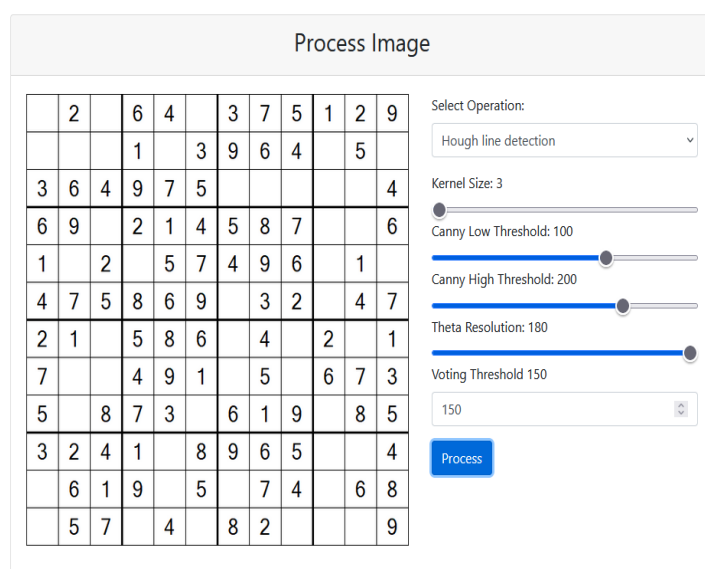 Process Image
2 6 4 3 7 5 1 2 9
1 3 9 6 4 5
3 6 4 9 7 5 4
6 9 2 1 4 5 8 7 6
1 2 5 7 4 9 6 1
4 7 5 8 6 9 3 2 4 7
2 1 5 8 6 4 2 1
7 4 9 1 5 6 7 3
5 8 7 3 6 1 9 8 5
3 2 4 1 8 9 6 5 4
6 1 9 5 7 4 6 8
5 7 4 8 2 9
Select Operation:
Hough line detection
Kernel Size: 3
Canny Low Threshold: 100
Canny High Threshold: 200
Theta Resolution: 180
Voting Threshold 150
150
Process